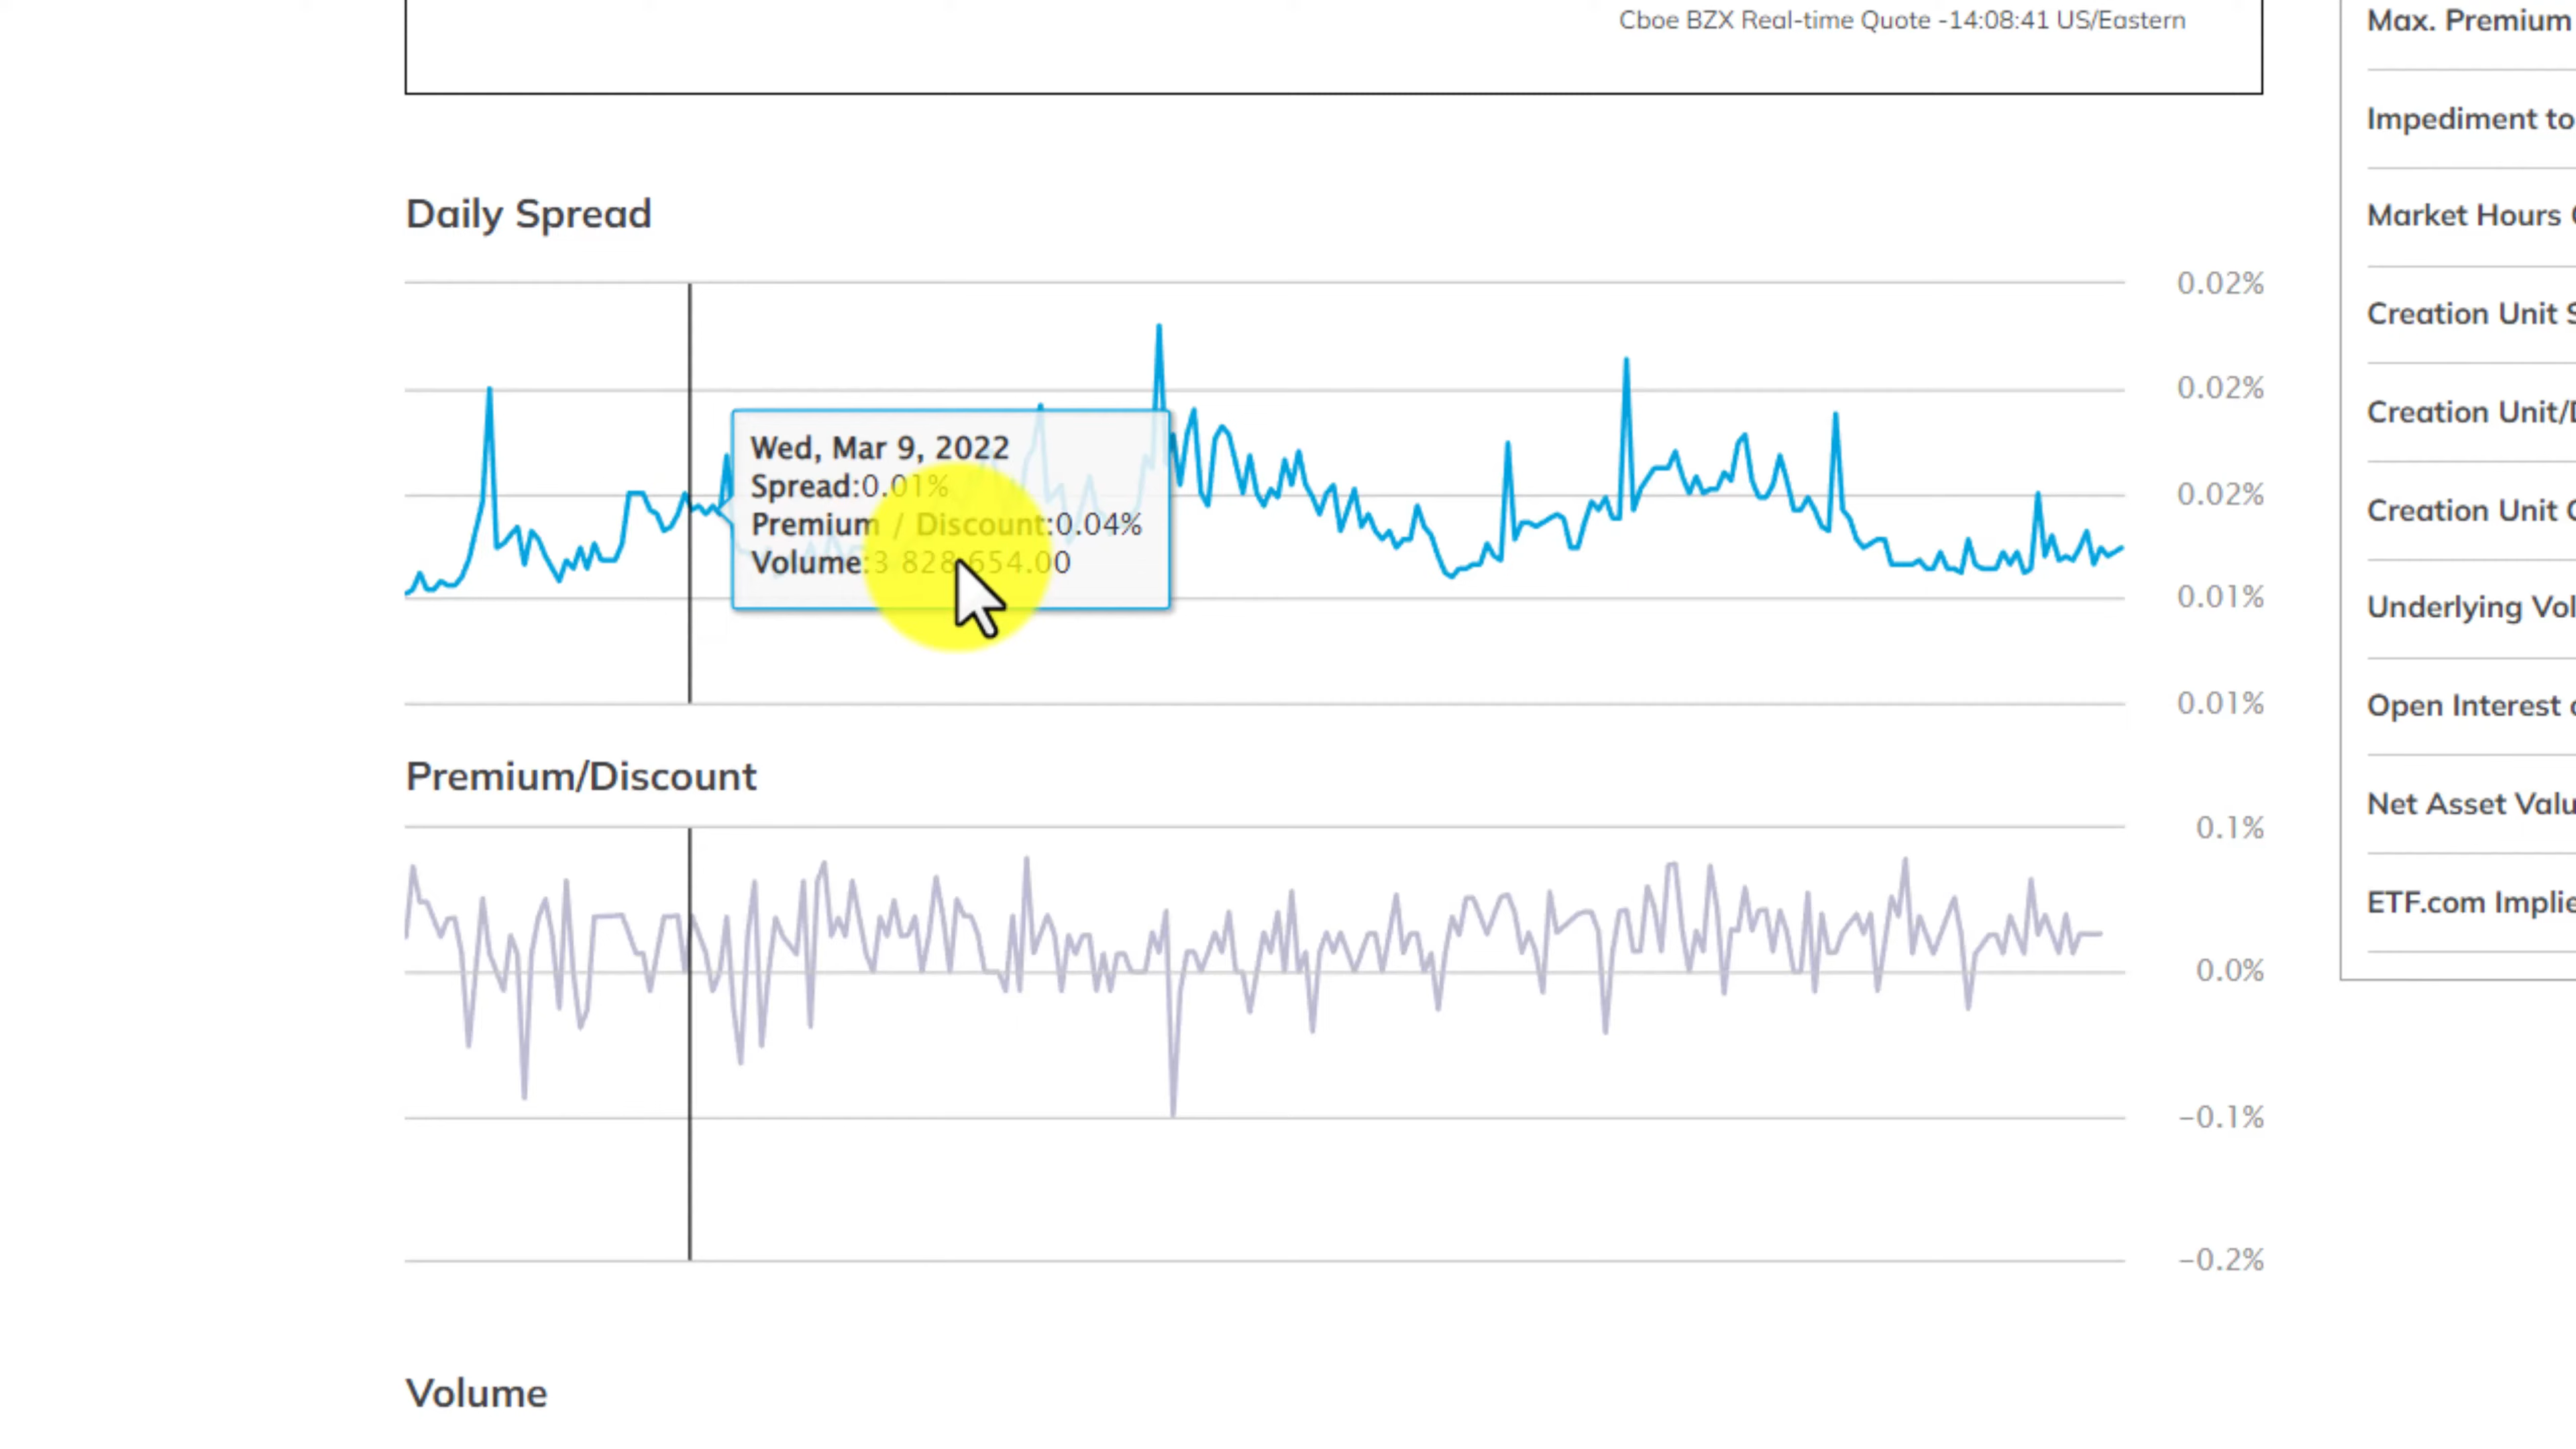 Cboe BZX Real-time Quote -14:08:41 US/Eastern
Max. Premium
Impediment to
Market Hours
Creation Unit
Creation Unit/
Creation Unit
Underlying Vol
Open Interest
Net Asset Valu
ETF.com Implie
Daily Spread
0.02%
0.02%
0.02%
0.01%
0.01%
Wed, Mar 9, 2022
Spread:0.01%
Premium / Discount:0.04%
Volume:3 828 654.00
Premium/Discount
0.1%
0.0%
-0.1%
-0.2%
Volume